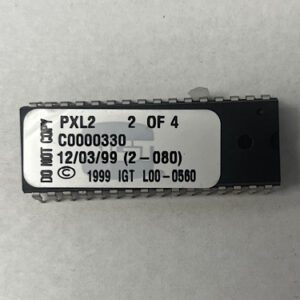 DO NOT COPY
PXL2 2 OF 4
C0000330
12/03/99 (2-080)
© 1999 IGT L00-0560